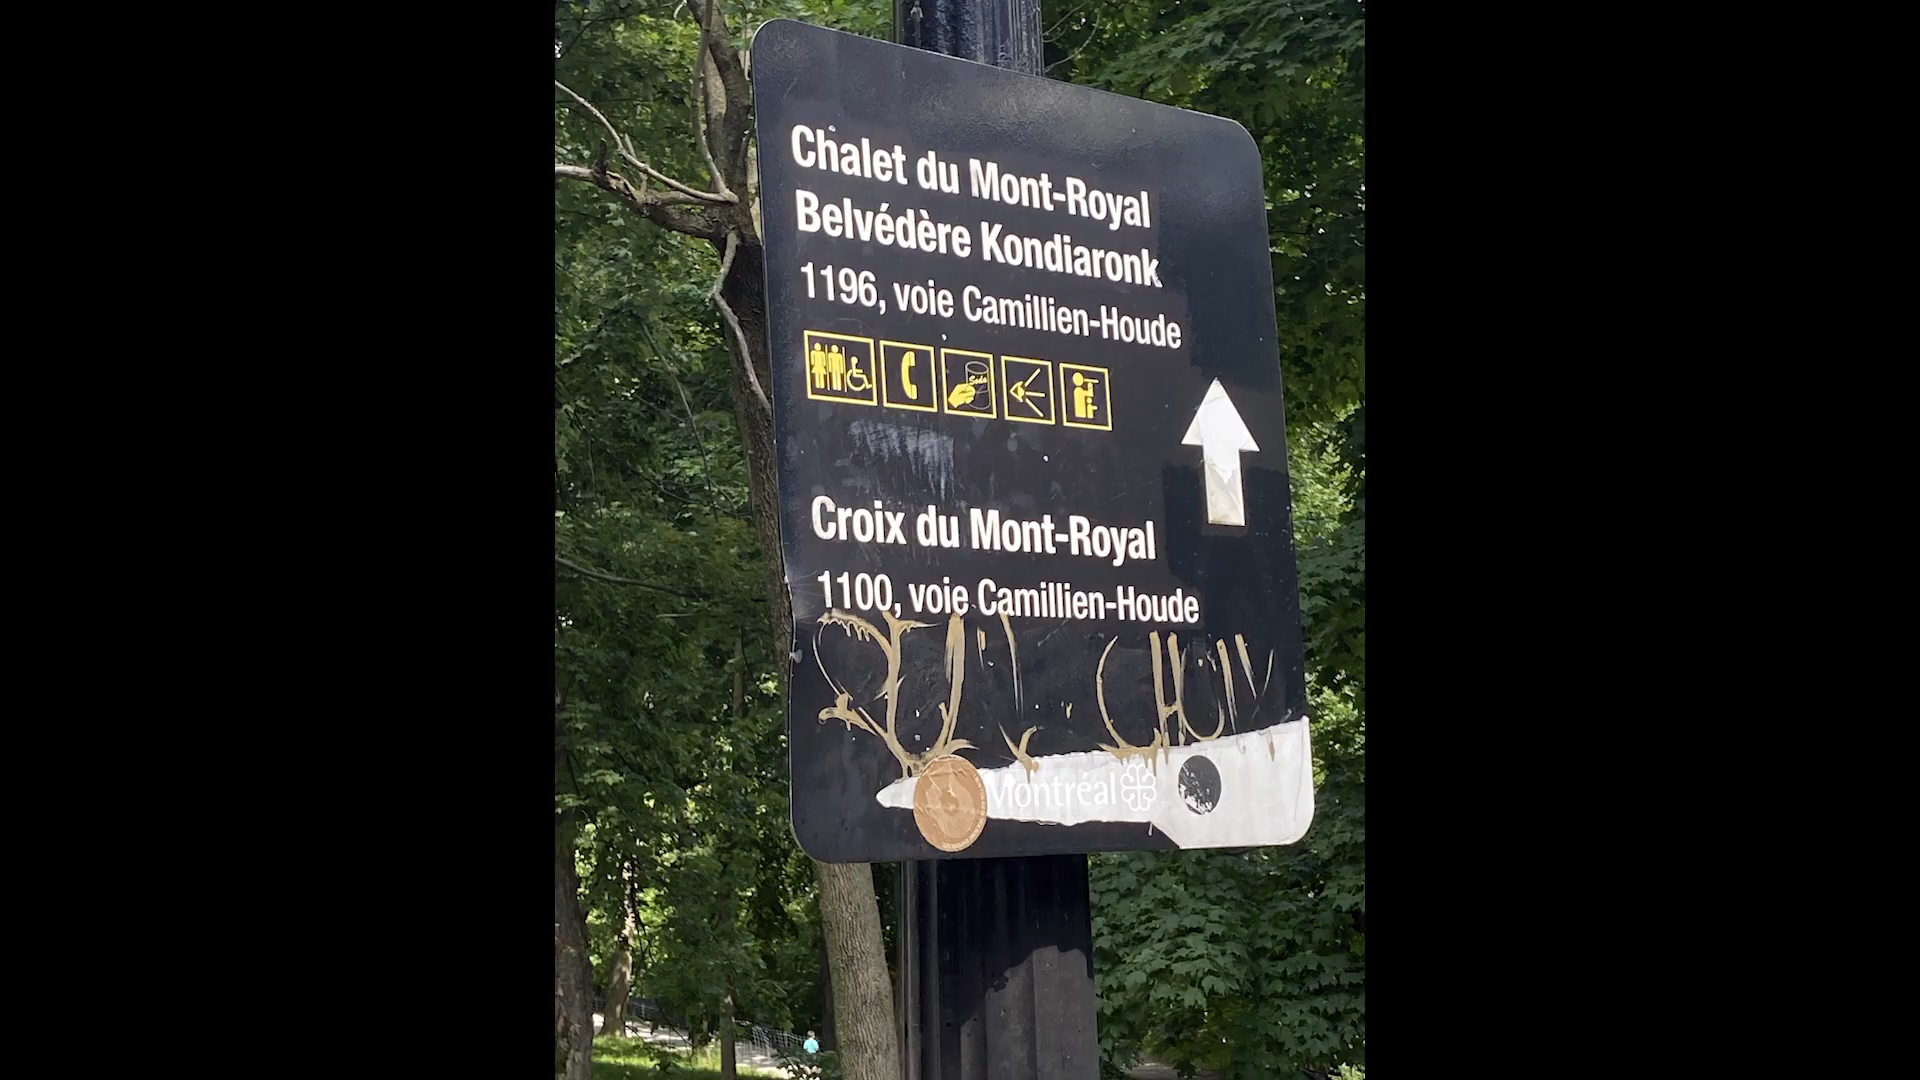 Chalet du Mont-Royal
Belvédère Kondiaronk
1196, voie Camillien-Houde
Soda
Croix du Mont-Royal
1100, voie Camillien-Houde
Montréal